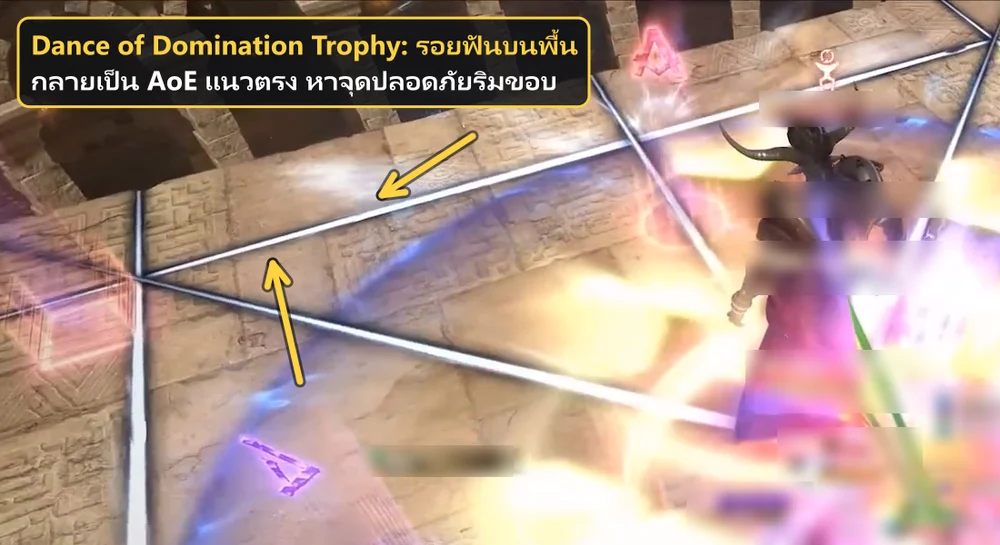 Dance of Domination Trophy: รอยฟันบนพื้น
กลายเป็น AoE แนวตรง หาจุดปลอดภัยริมขอบ
A